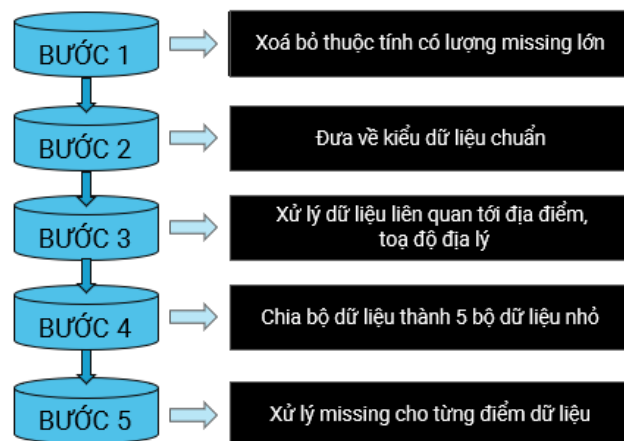 BƯỚC 1
Xoá bỏ thuộc tính có lượng missing lớn
BƯỚC 2
Đưa về kiểu dữ liệu chuẩn
BƯỚC 3
Xử lý dữ liệu liên quan tới địa điểm,
toạ độ địa lý
BƯỚC 4
Chia bộ dữ liệu thành 5 bộ dữ liệu nhỏ
BƯỚC 5
Xử lý missing cho từng điểm dữ liệu